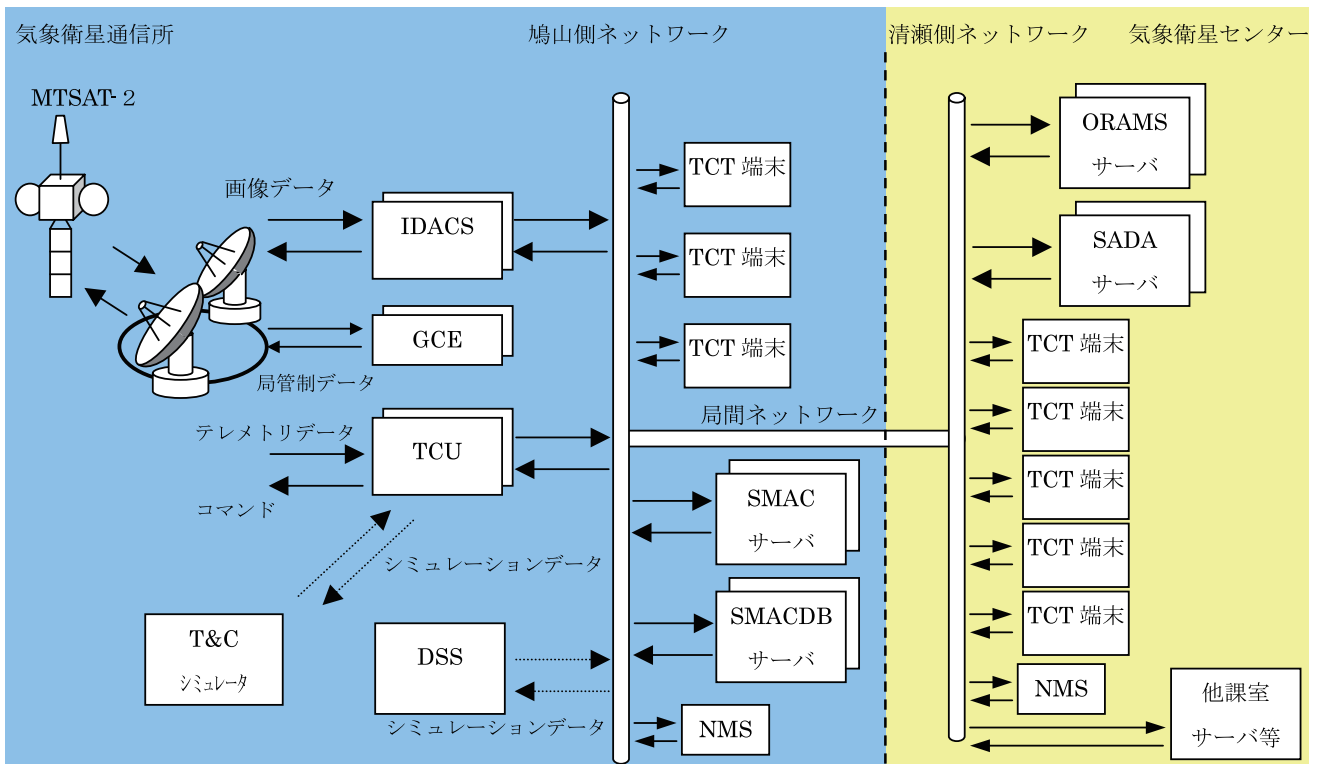 気象衛星通信所
鳩山側ネットワーク
清瀬側ネットワーク
気象衛星センター
MTSAT-２
画像データ
IDACS
GCE
局管制データ
テレメトリデータ
TCU
コマンド
シミュレーションデータ
T&C
シミュレータ
DSS
シミュレーションデータ
TCT 端末
TCT 端末
TCT 端末
局間ネットワーク
SMAC
サーバ
SMACDB
サーバ
NMS
ORAMS
サーバ
SADA
サーバ
TCT 端末
TCT 端末
TCT 端末
TCT 端末
TCT 端末
NMS
他課室
サーバ等